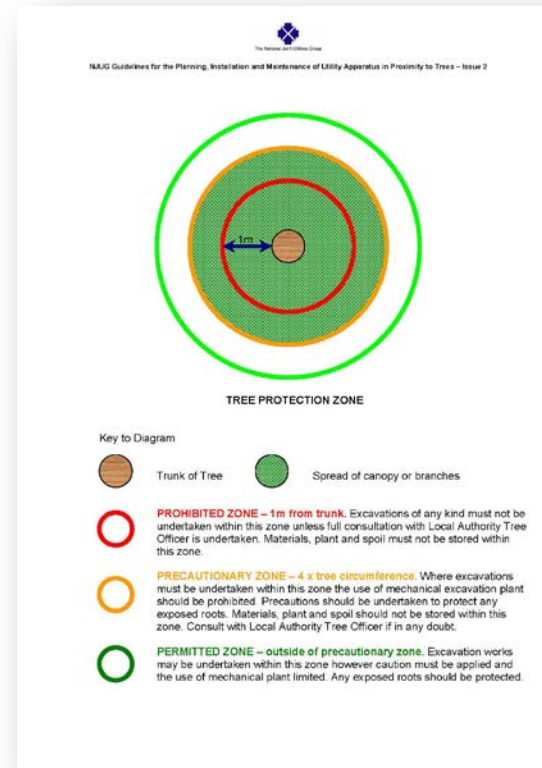 The National Joint Utilities Group
NJUG Guidelines for the Planning, Installation and Maintenance of Utility Apparatus in Proximity to Trees – Issue 2
1m
TREE PROTECTION ZONE
Key to Diagram
Trunk of Tree
Spread of canopy or branches
PROHIBITED ZONE – 1m from trunk. Excavations of any kind must not be
undertaken within this zone unless full consultation with Local Authority Tree
Officer is undertaken. Materials, plant and spoil must not be stored within
this zone.
PRECAUTIONARY ZONE – 4 x tree circumference. Where excavations
must be undertaken within this zone the use of mechanical excavation plant
should be prohibited. Precautions should be undertaken to protect any
exposed roots. Materials, plant and spoil should not be stored within this
zone. Consult with Local Authority Tree Officer if in any doubt.
PERMITTED ZONE – outside of precautionary zone. Excavation works
may be undertaken within this zone however caution must be applied and
the use of mechanical plant limited. Any exposed roots should be protected.